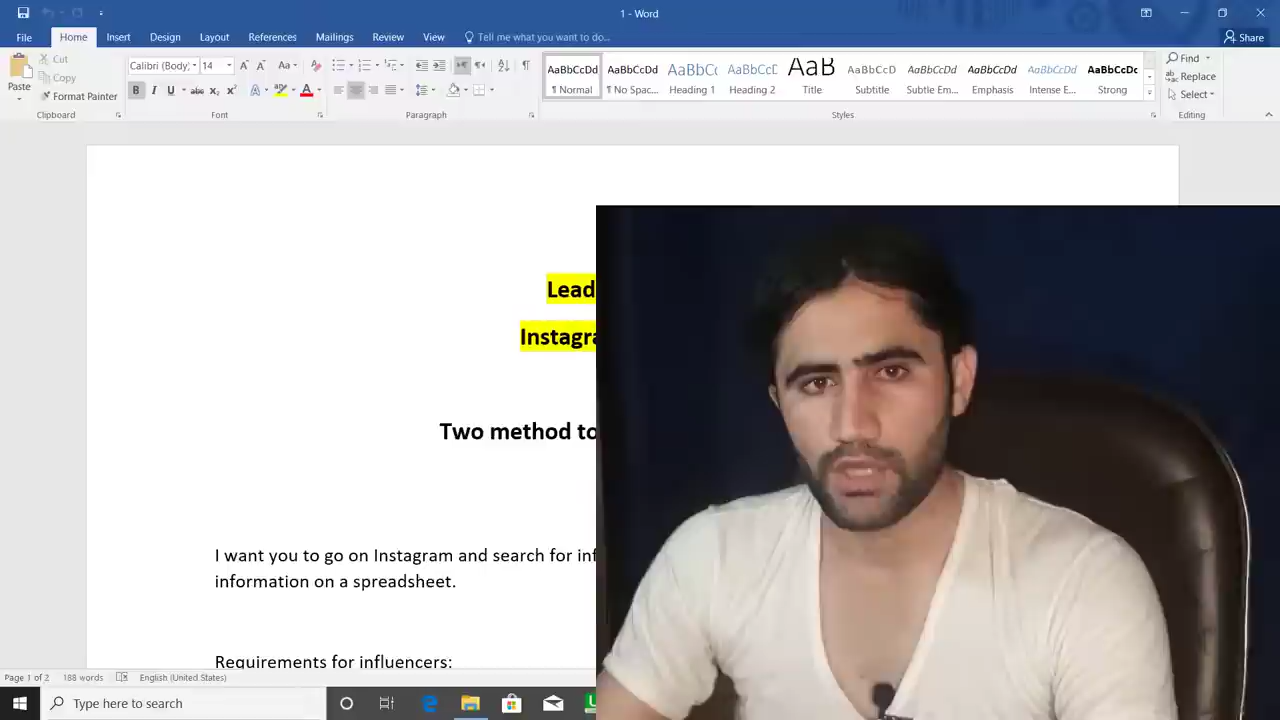 1 - Word
File Home Insert Design Layout References Mailings Review View Tell me what you want to do... Share
Cut
Copy
Format Painter
Paste
Calibri (Body) 14
Find
Replace
Select
AaBbCcDd AaBbCcDd AaBbCc AaBbCcD AaB AaBbCcD AaBbCcDd AaBbCcDd AaBbCcDd AaBbCcDc
¶ Normal ¶ No Spac... Heading 1 Heading 2 Title Subtitle Subtle Em... Emphasis Intense E... Strong
Clipboard Font Paragraph Styles Editing
Lead
Instagra
Two method to
I want you to go on Instagram and search for inf
information on a spreadsheet.
Requirements for influencers:
Page 1 of 2 188 words English (United States)
Type here to search